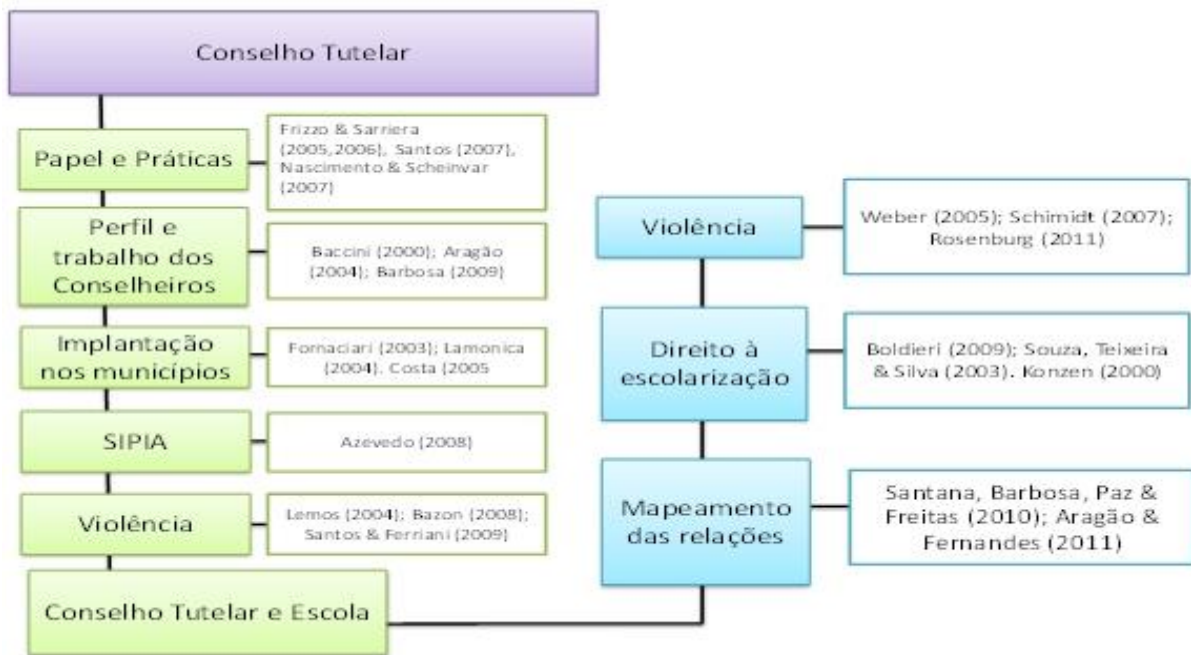 Conselho Tutelar
Papel e Práticas
Frizzo & Sarriera
(2005,2006), Santos (2007),
Nascimento & Scheinvar
(2007)
Perfil e
trabalho dos
Conselheiros
Baccini (2000); Aragão
(2004); Barbosa (2009)
Implantação
nos municípios
Fornaciari (2003); Lamonica
(2004). Costa (2005
SIPIA
Azevedo (2008)
Violência
Lemos (2004); Bazon (2008);
Santos & Ferriani (2009)
Conselho Tutelar e Escola
Violência
Weber (2005); Schimidt (2007);
Rosenburg (2011)
Direito à
escolarização
Boldieri (2009); Souza, Teixeira
& Silva (2003). Konzen (2000)
Mapeamento
das relações
Santana, Barbosa, Paz &
Freitas (2010); Aragão &
Fernandes (2011)